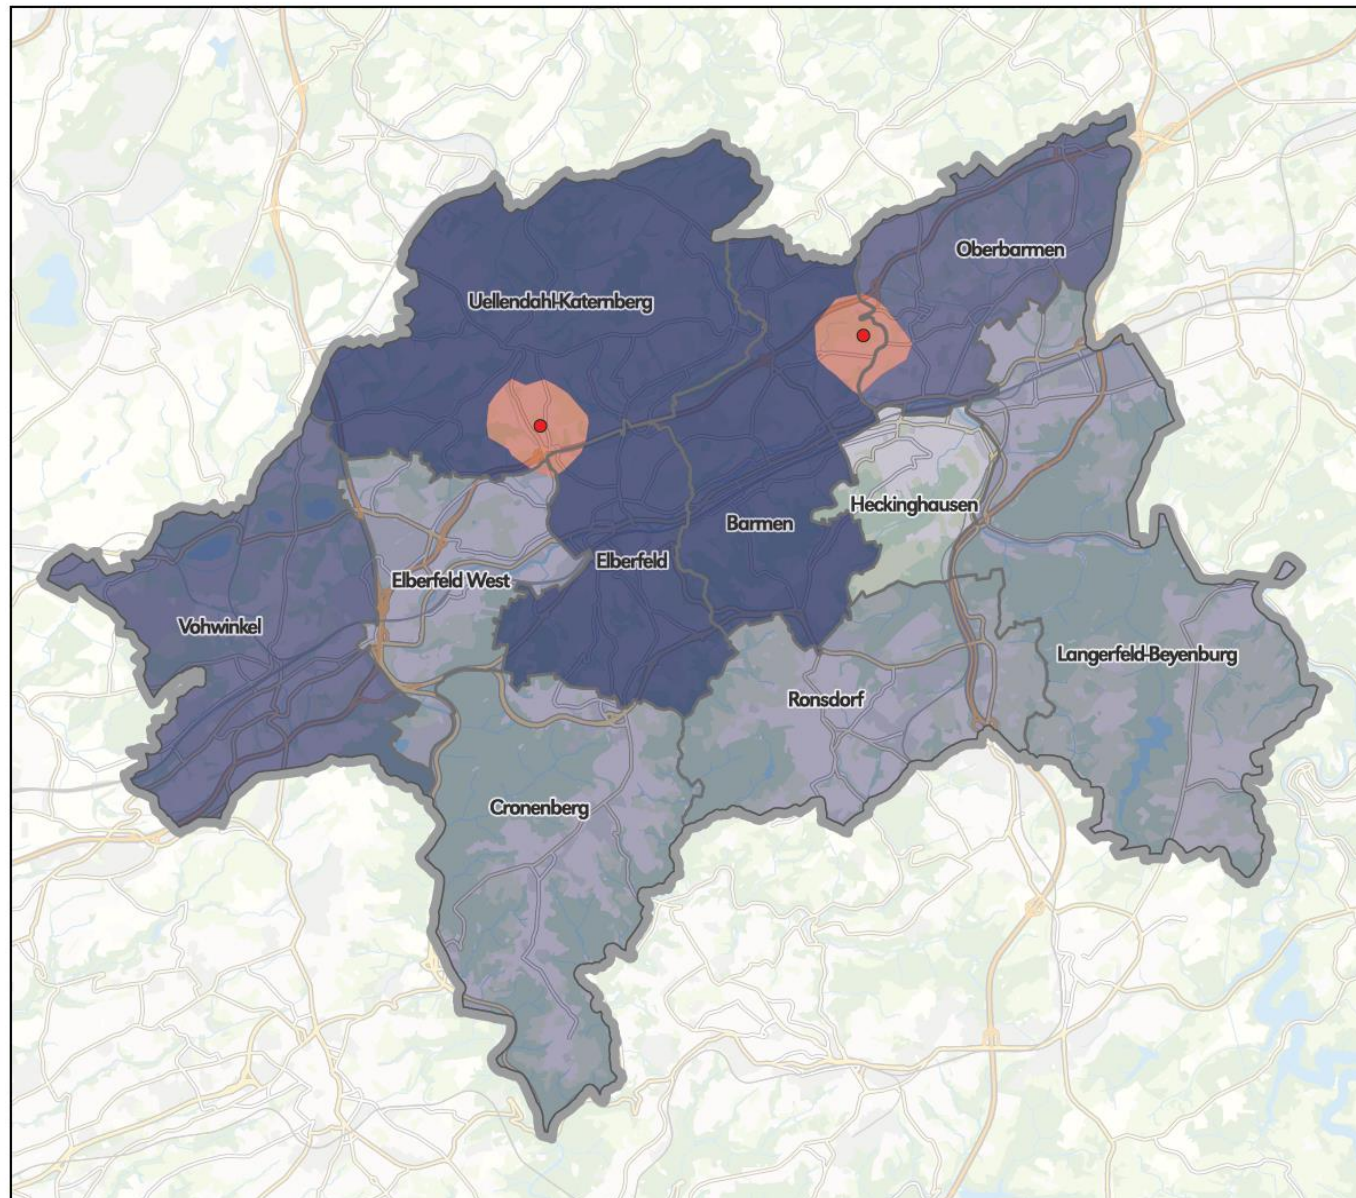 Oberbarmen
Uellendahl-Katernberg
Heckinghausen
Barmen
Elberfeld
Elberfeld West
Vohwinkel
Langerfeld-Beyenburg
Ronsdorf
Cronenberg